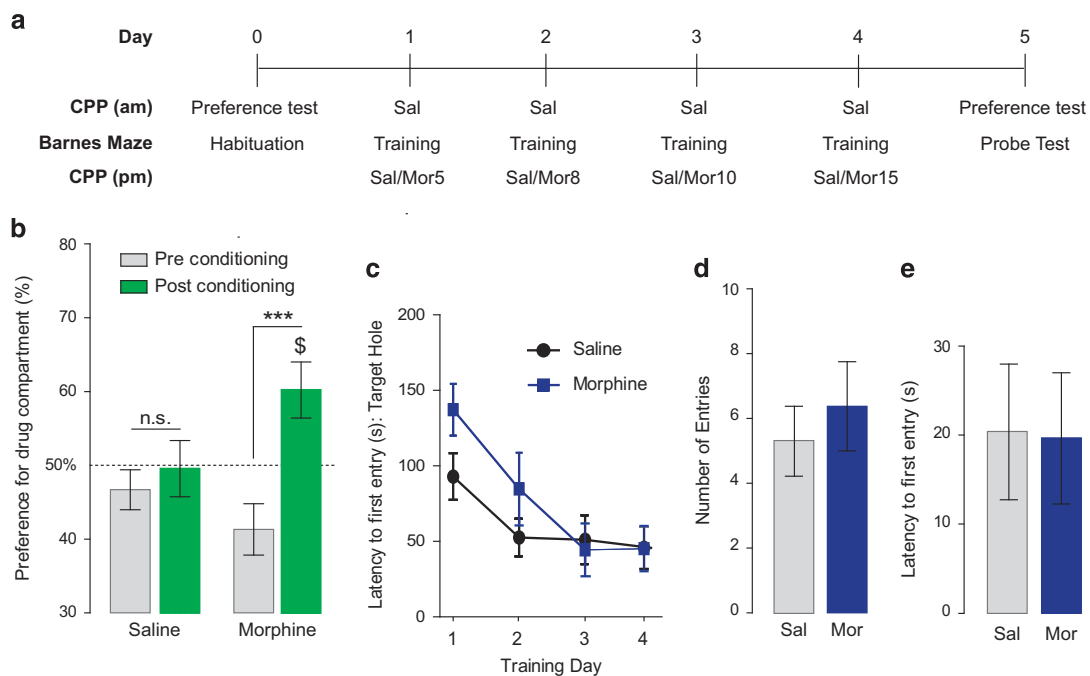 a
Day 0 1 2 3 4 5
CPP (am) Preference test Sal Sal Sal Sal Preference test
Barnes Maze Habituation Training Training Training Training Probe Test
CPP (pm) Sal/Mor5 Sal/Mor8 Sal/Mor10 Sal/Mor15
b
Preference for drug compartment (%)
80
70
60
50%
40
30
Pre conditioning
Post conditioning
n.s.
***
$
Saline Morphine
c
Latency to first entry (s): Target Hole
200
150
100
50
0
Saline
Morphine
1 2 3 4
Training Day
d
Number of Entries
10
8
6
4
2
0
Sal Mor
e
Latency to first entry (s)
30
20
10
0
Sal Mor